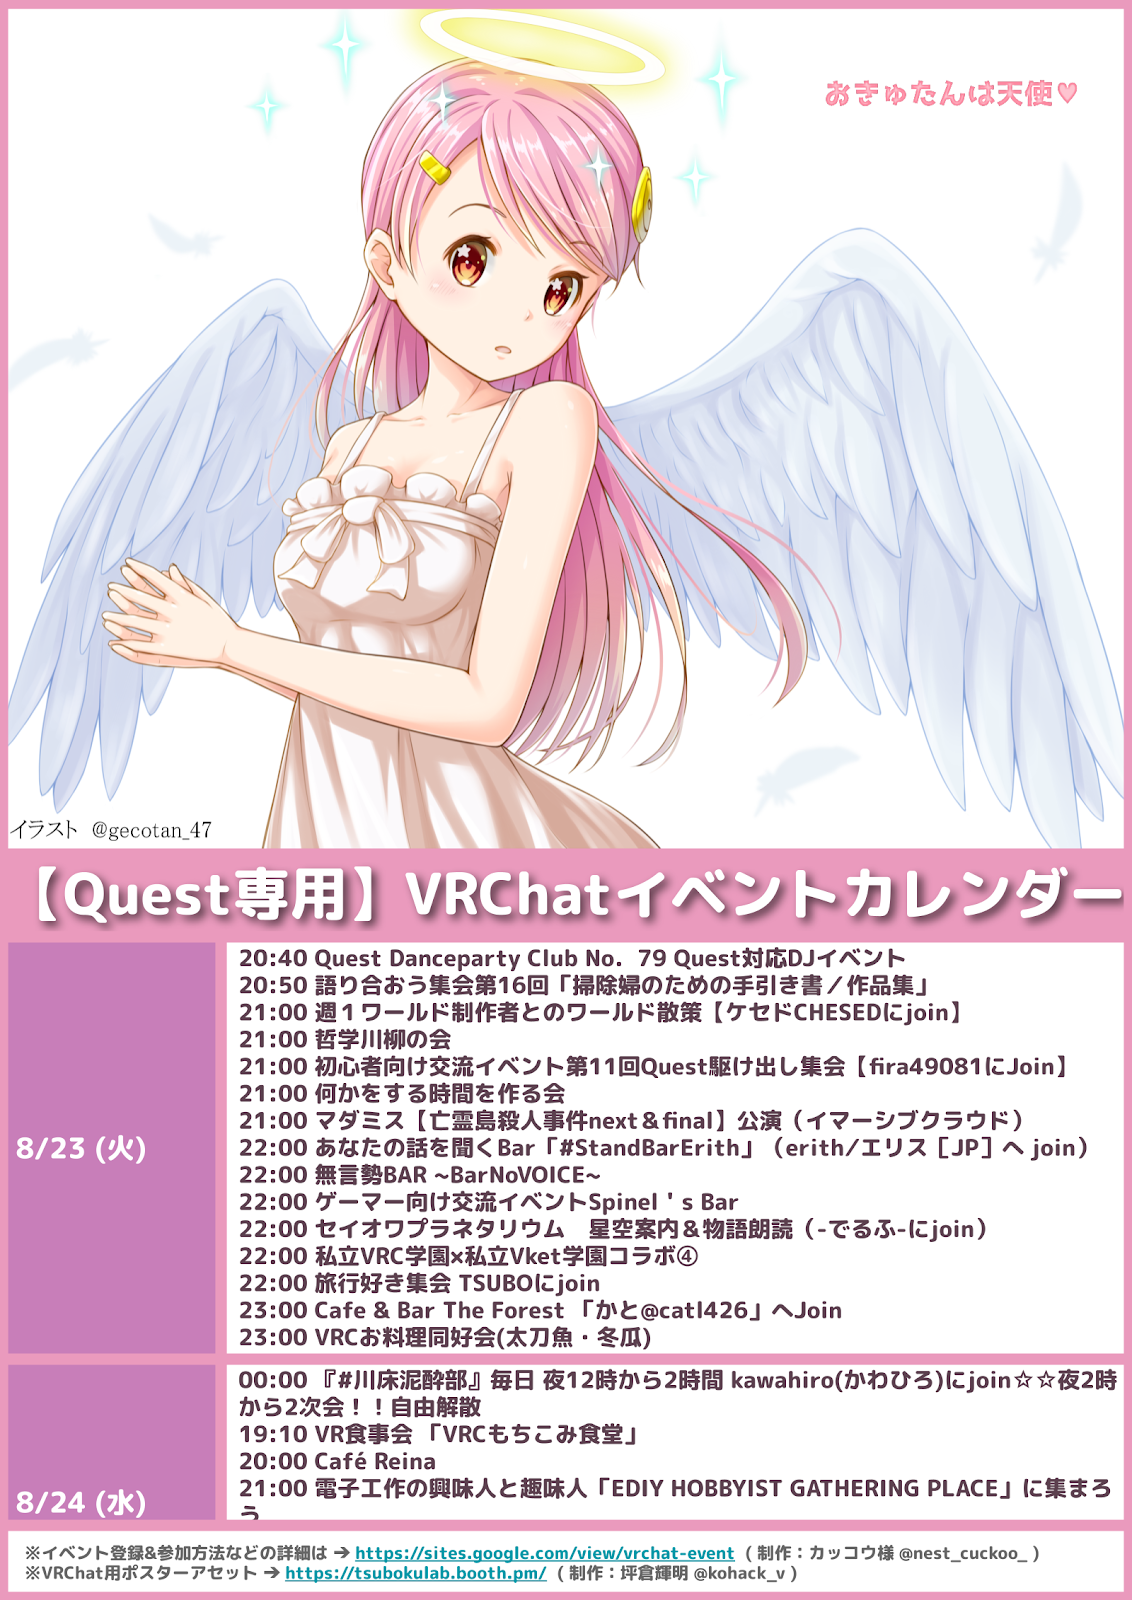 おきゅたんは天使♥
イラスト @gecotan_47
【Quest専用】VRChatイベントカレンダー
8/23 (火)
20:40 Quest Danceparty Club No. 79 Quest対応DJイベント
20:50 語り合おう集会第16回「掃除婦のための手引き書／作品集」
21:00 週１ワールド制作者とのワールド散策【ケセドCHESEDにjoin】
21:00 哲学川柳の会
21:00 初心者向け交流イベント第11回Quest駆け出し集会【fira49081にJoin】
21:00 何かをする時間を作る会
21:00 マダミス【亡霊島殺人事件next＆final】公演（イマーシブクラウド）
22:00 あなたの話を聞くBar「#StandBarErith」（erith/エリス［JP］へ join）
22:00 無言勢BAR ~BarNoVOICE~
22:00 ゲーマー向け交流イベントSpinel ' s Bar
22:00 セイオワプラネタリウム　星空案内＆物語朗読（-でるふ-にjoin）
22:00 私立VRC学園×私立Vket学園コラボ④
22:00 旅行好き集会 TSUBOにjoin
23:00 Cafe & Bar The Forest 「かと@catl426」へJoin
23:00 VRCお料理同好会(太刀魚・冬瓜)
8/24 (水)
00:00 『#川床泥酔部』毎日 夜12時から2時間 kawahiro(かわひろ)にjoin☆☆夜2時
から2次会！！自由解散
19:10 VR食事会 「VRCもちこみ食堂」
20:00 Café Reina
21:00 電子工作の興味人と趣味人「EDIY HOBBYIST GATHERING PLACE」に集まろ
う
※イベント登録&参加方法などの詳細は → https://sites.google.com/view/vrchat-event （ 制作：カッコウ様 @nest_cuckoo_ ）
※VRChat用ポスターアセット → https://tsubokulab.booth.pm/ （ 制作：坪倉輝明 @kohack_v ）